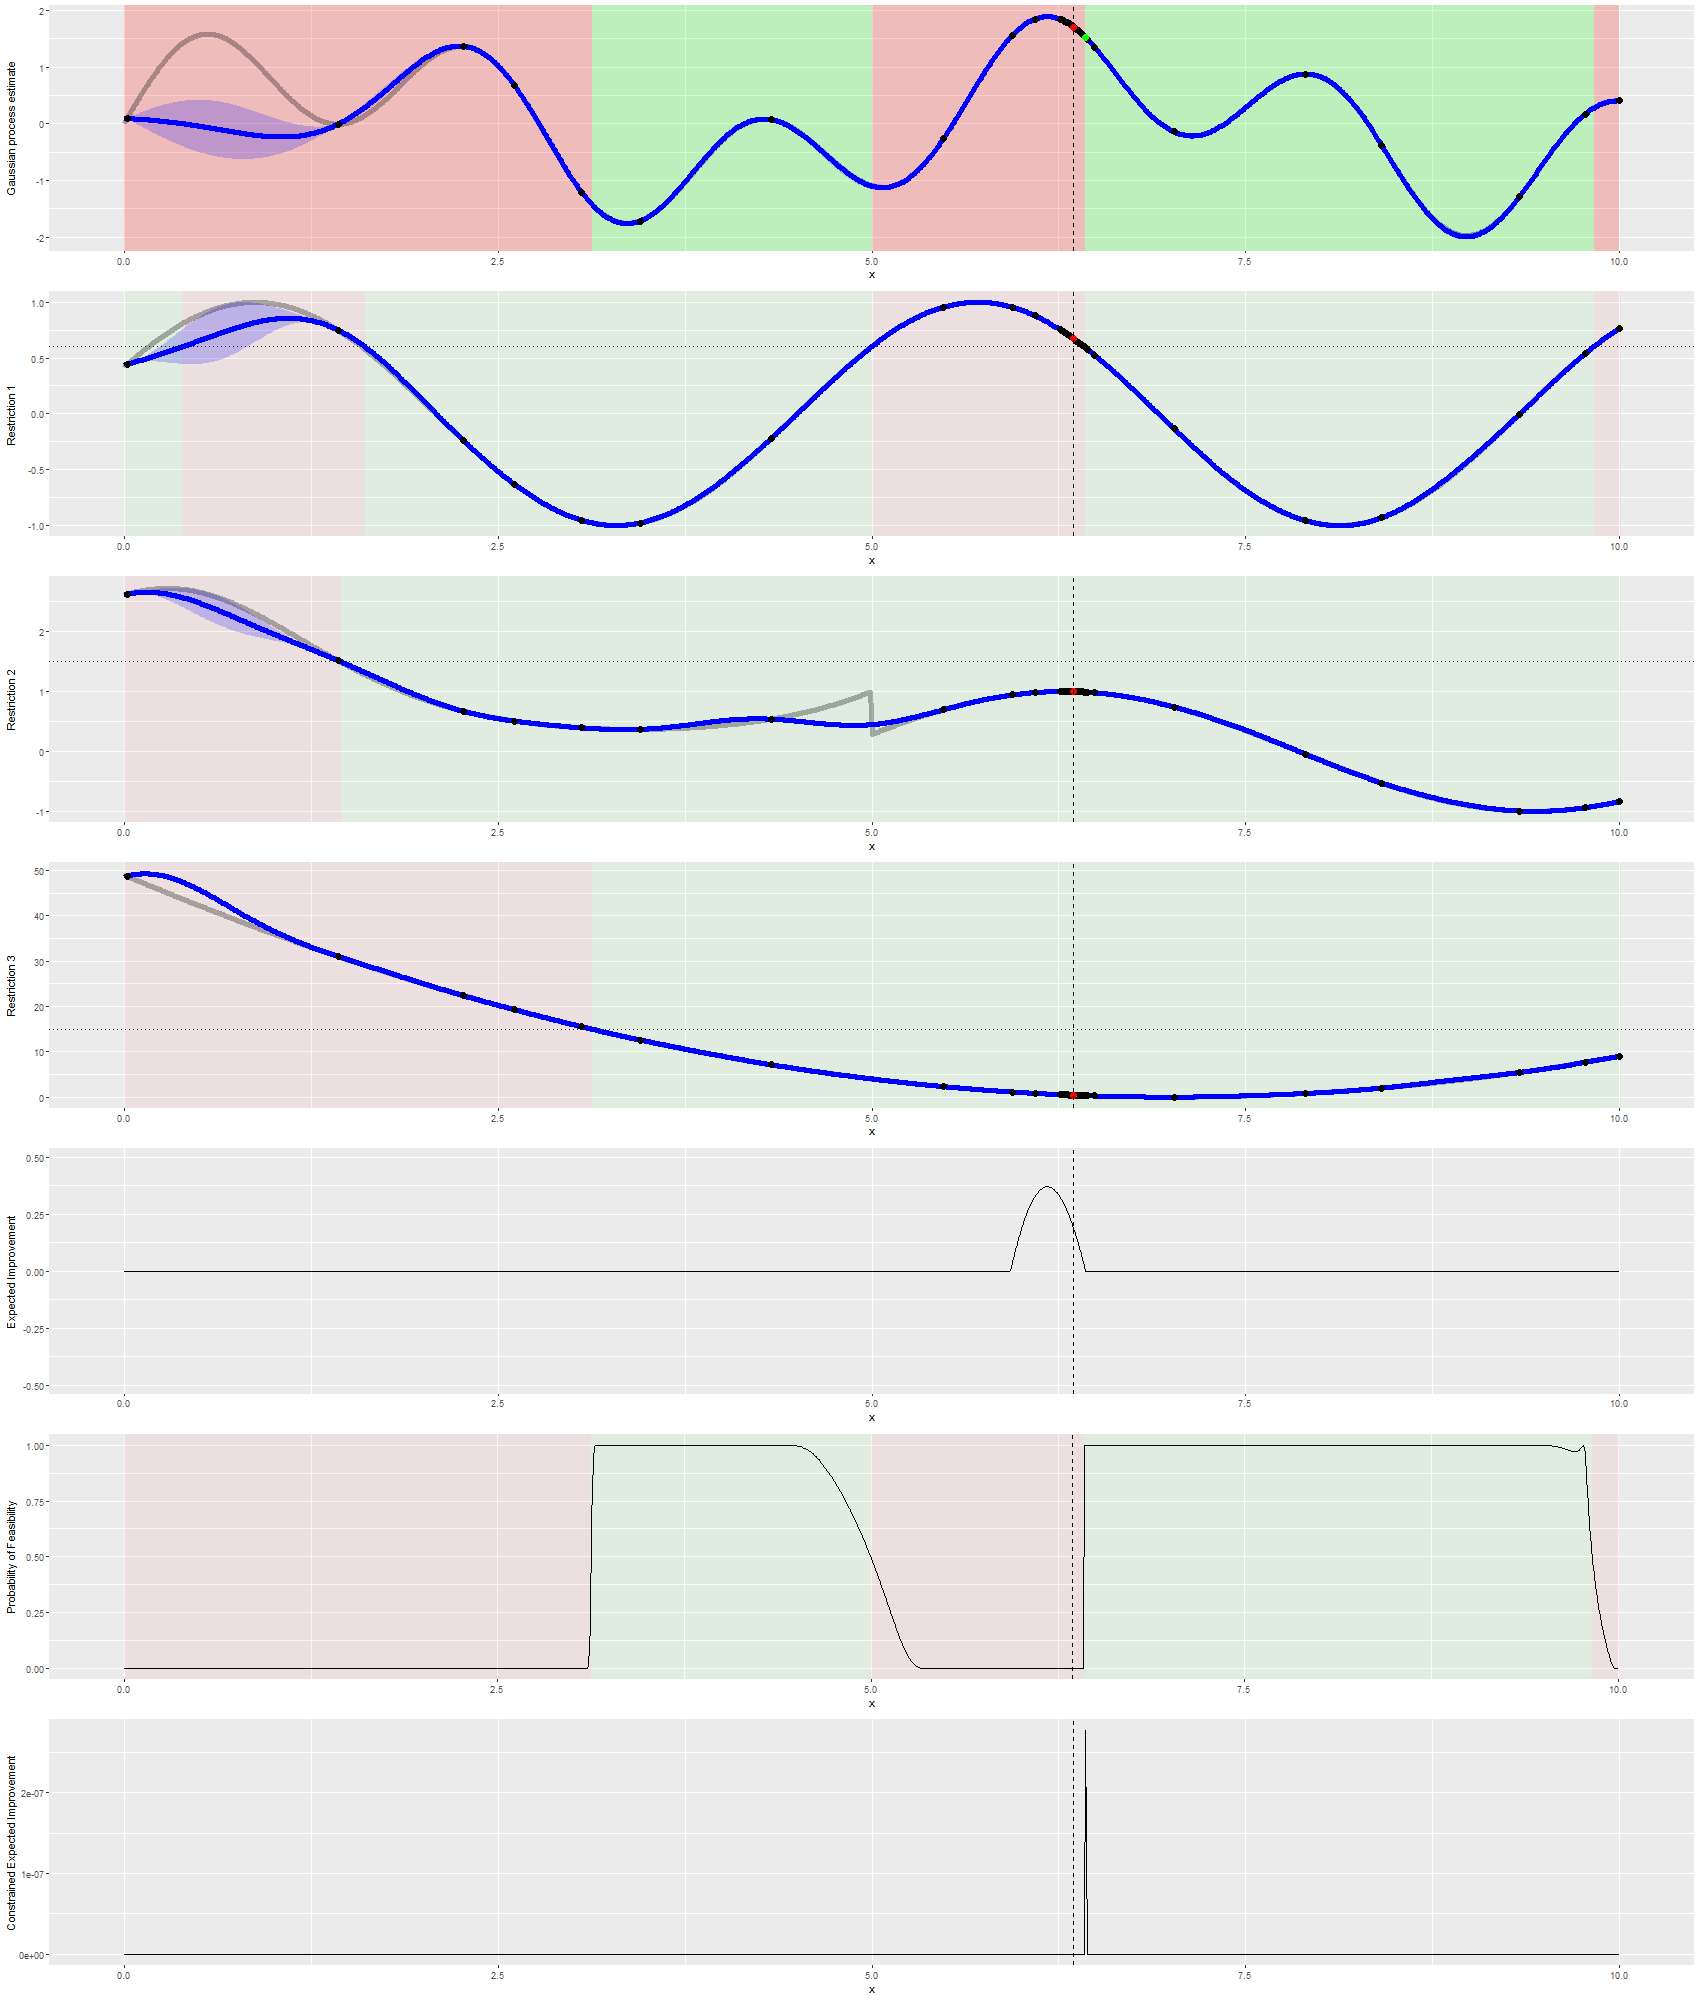 Gaussian process estimate
2
1
0
-1
-2
0.0 2.5 5.0 7.5 10.0
x
Restriction 1
1.0
0.5
0.0
-0.5
-1.0
0.0 2.5 5.0 7.5 10.0
x
Restriction 2
2
1
0
-1
0.0 2.5 5.0 7.5 10.0
x
Restriction 3
50
40
30
20
10
0
0.0 2.5 5.0 7.5 10.0
x
Expected Improvement
0.50
0.25
0.00
-0.25
-0.50
0.0 2.5 5.0 7.5 10.0
x
Probability of Feasibility
1.00
0.75
0.50
0.25
0.00
0.0 2.5 5.0 7.5 10.0
x
Constrained Expected Improvement
2e-07
1e-07
0e+00
0.0 2.5 5.0 7.5 10.0
x